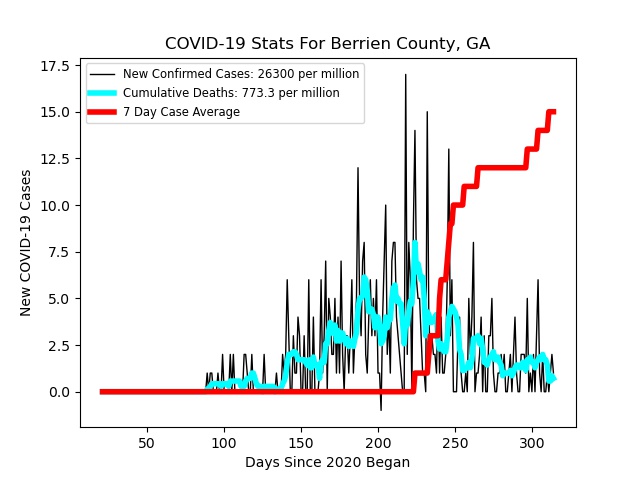 COVID-19 Stats For Berrien County, GA
New Confirmed Cases: 26300 per million
Cumulative Deaths: 773.3 per million
7 Day Case Average
17.5
15.0
12.5
10.0
7.5
5.0
2.5
0.0
New COVID-19 Cases
50 100 150 200 250 300
Days Since 2020 Began